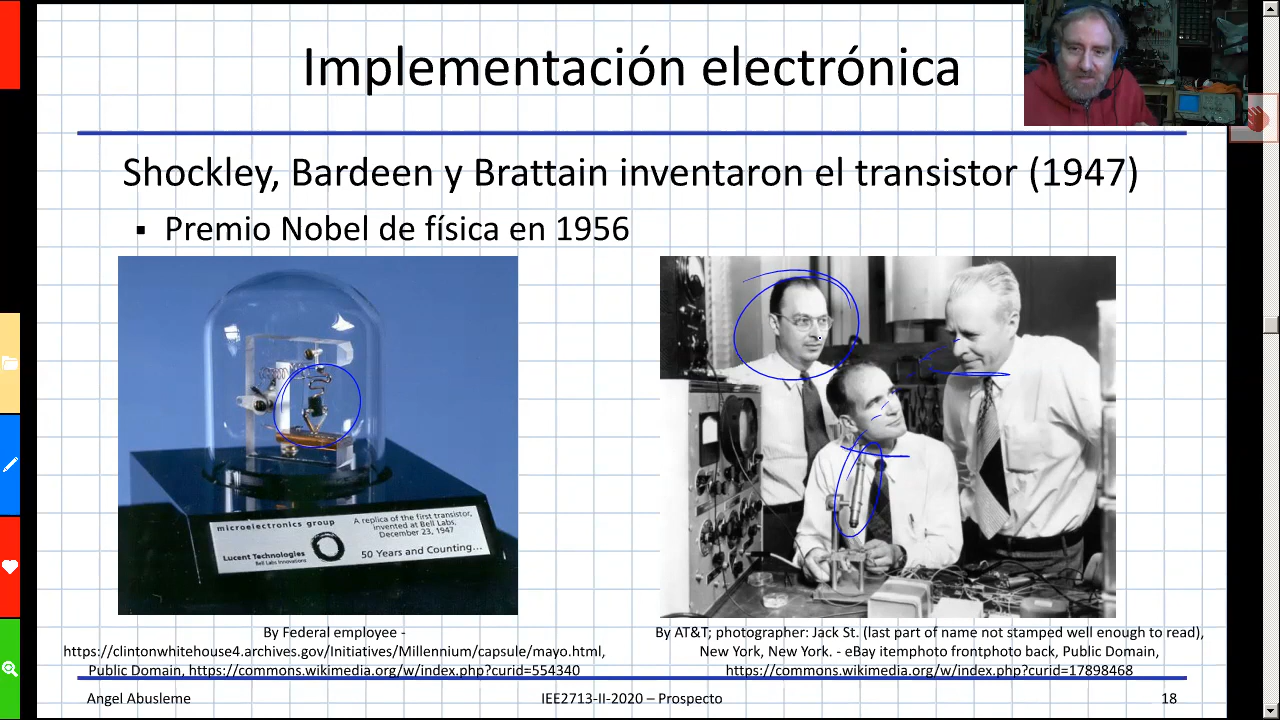 Implementación electrónica
Shockley, Bardeen y Brattain inventaron el transistor (1947)
▪ Premio Nobel de física en 1956
microelectronics group
Lucent Technologies
Bell Labs Innovations
A replica of the first transistor,
invented at Bell Labs,
December 23, 1947
50 Years and Counting...
By Federal employee -
https://clintonwhitehouse4.archives.gov/Initiatives/Millennium/capsule/mayo.html,
Public Domain, https://commons.wikimedia.org/w/index.php?curid=554340
By AT&T; photographer: Jack St. (last part of name not stamped well enough to read),
New York, New York. - eBay itemphoto frontphoto back, Public Domain,
https://commons.wikimedia.org/w/index.php?curid=17898468
Angel Abusleme
IEE2713-II-2020 – Prospecto
18